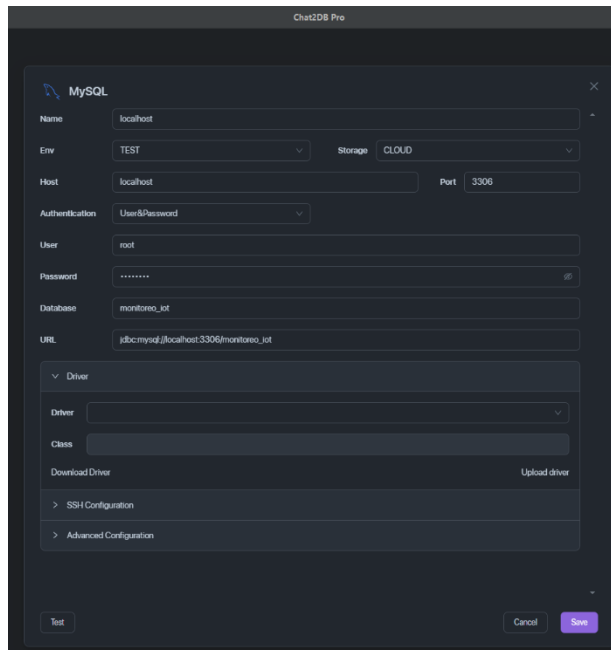 Chat2DB Pro
MySQL
Name localhost
Env TEST Storage CLOUD
Host localhost Port 3306
Authentication User&Password
User root
Password ········
Database monitoreo_iot
URL jdbc:mysql://localhost:3306/monitoreo_iot
Driver
Driver
Class
Download Driver Upload driver
SSH Configuration
Advanced Configuration
Test Cancel Save